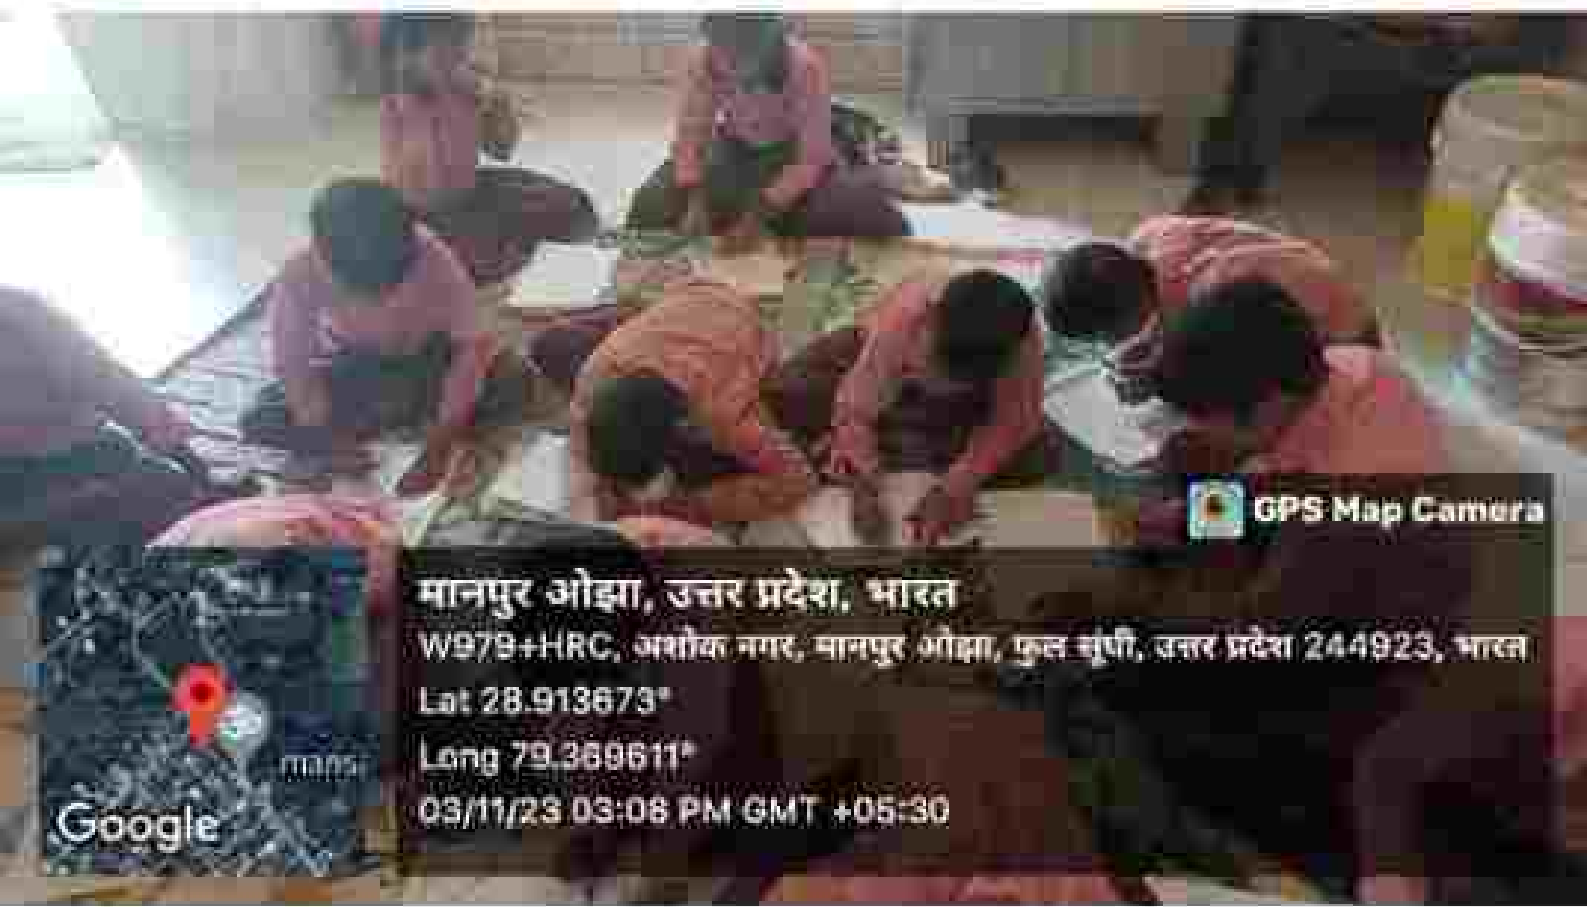 GPS Map Camera
मानपुर ओझा, उत्तर प्रदेश, भारत
W979+HRC, अशोक नगर, मानपुर ओझा, फुल सूंघी, उत्तर प्रदेश 244923, भारत
Lat 28.913673°
Long 79.369611°
03/11/23 03:08 PM GMT +05:30
Google